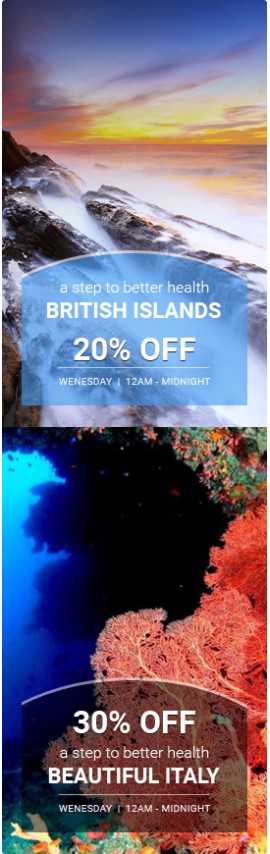 a step to better health
BRITISH ISLANDS
20% OFF
WENESDAY | 12AM - MIDNIGHT
30% OFF
a step to better health
BEAUTIFUL ITALY
WENESDAY | 12AM - MIDNIGHT